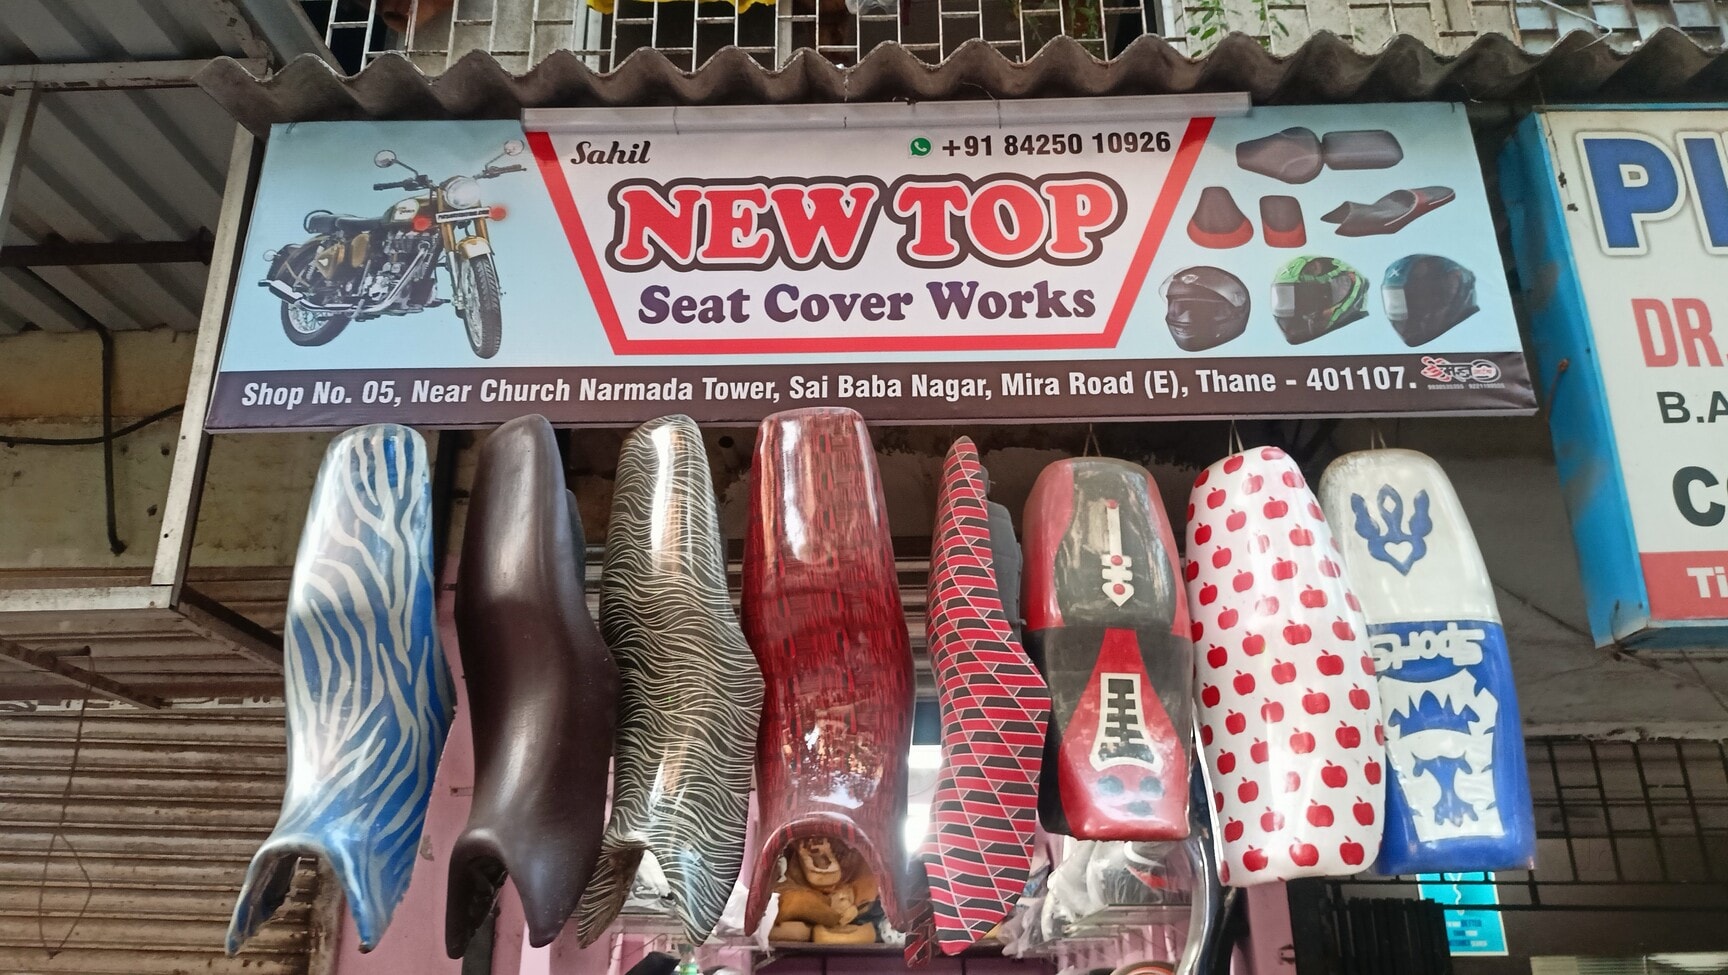 Sahil
+91 84250 10926
NEW TOP
Seat Cover Works
Shop No. 05, Near Church Narmada Tower, Sai Baba Nagar, Mira Road (E), Thane - 401107.
DR
B.A
Sports